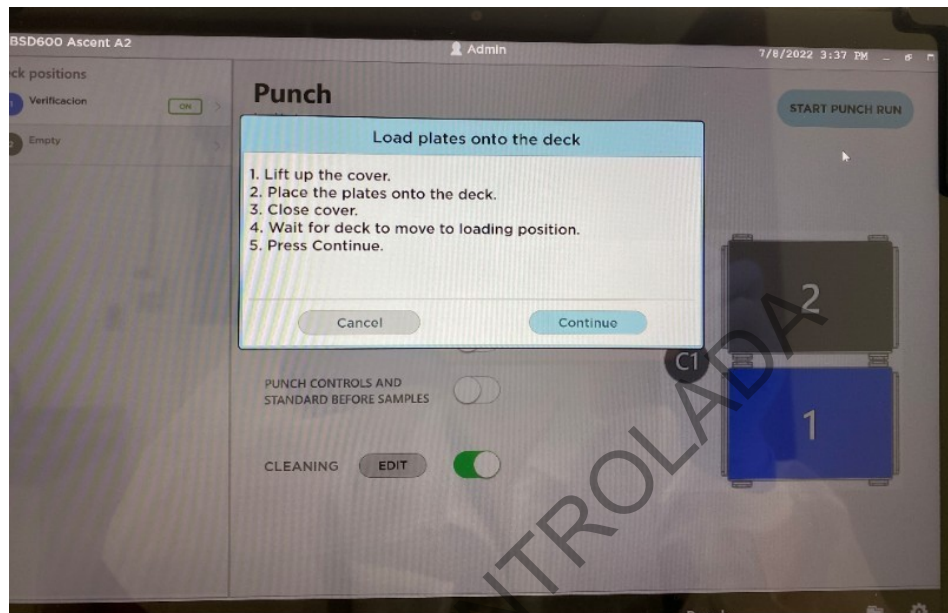 BSD600 Ascent A2
Admin
7/8/2022 3:37 PM
ck positions
Verificacion
ON
Empty
Punch
START PUNCH RUN
Load plates onto the deck
1. Lift up the cover.
2. Place the plates onto the deck.
3. Close cover.
4. Wait for deck to move to loading position.
5. Press Continue.
Cancel
Continue
2
C1
PUNCH CONTROLS AND
STANDARD BEFORE SAMPLES
1
CLEANING
EDIT
NTROLADA